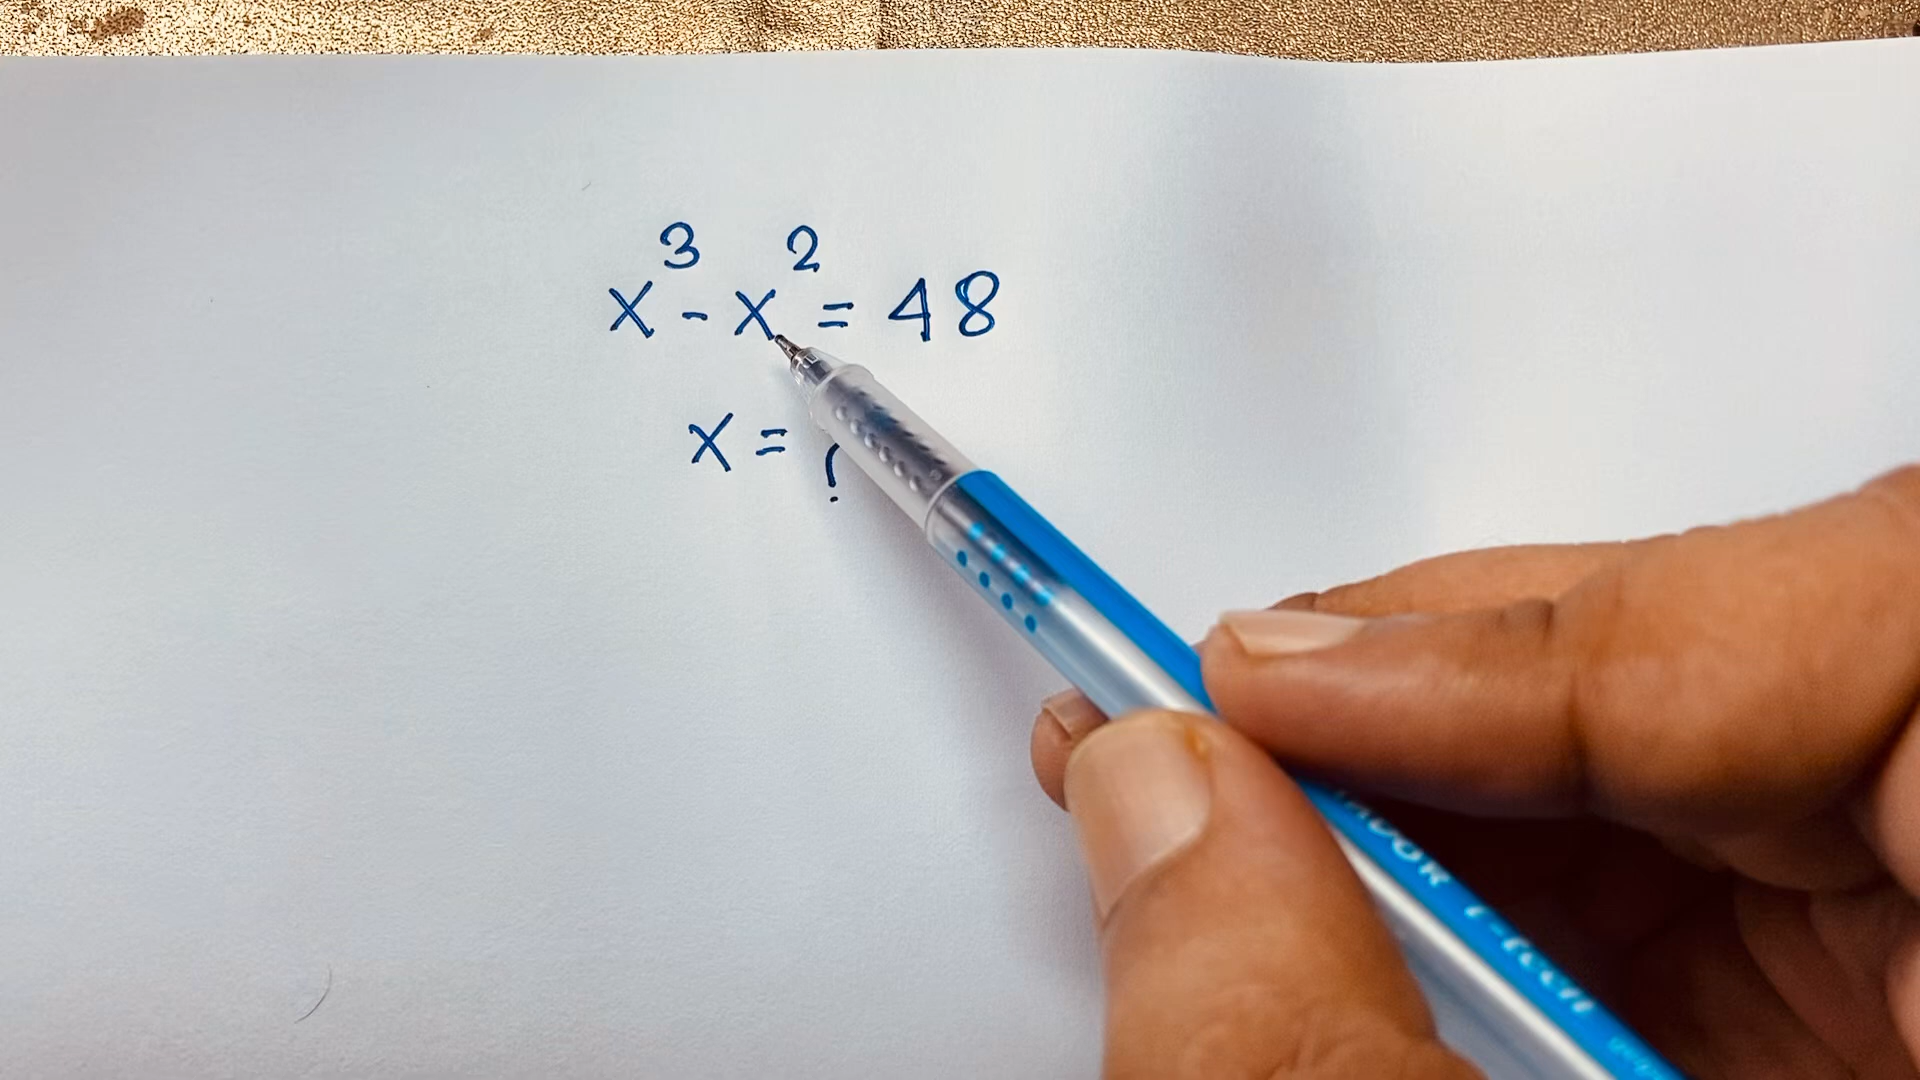 x³ - x² = 48
x = ?